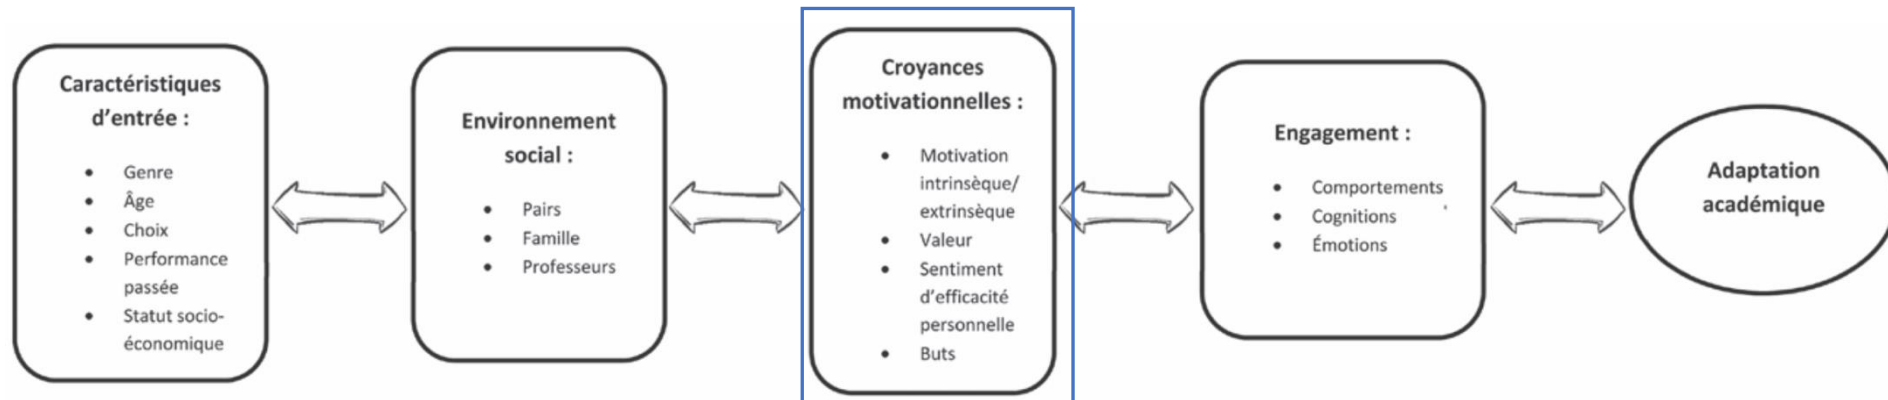 Caractéristiques
d'entrée :
• Genre
• Âge
• Choix
• Performance
passée
• Statut socio-
économique
Environnement
social :
• Pairs
• Famille
• Professeurs
Croyances
motivationnelles :
• Motivation
intrinsèque/
extrinsèque
• Valeur
• Sentiment
d'efficacité
personnelle
• Buts
Engagement :
• Comportements
• Cognitions
• Émotions
Adaptation
académique